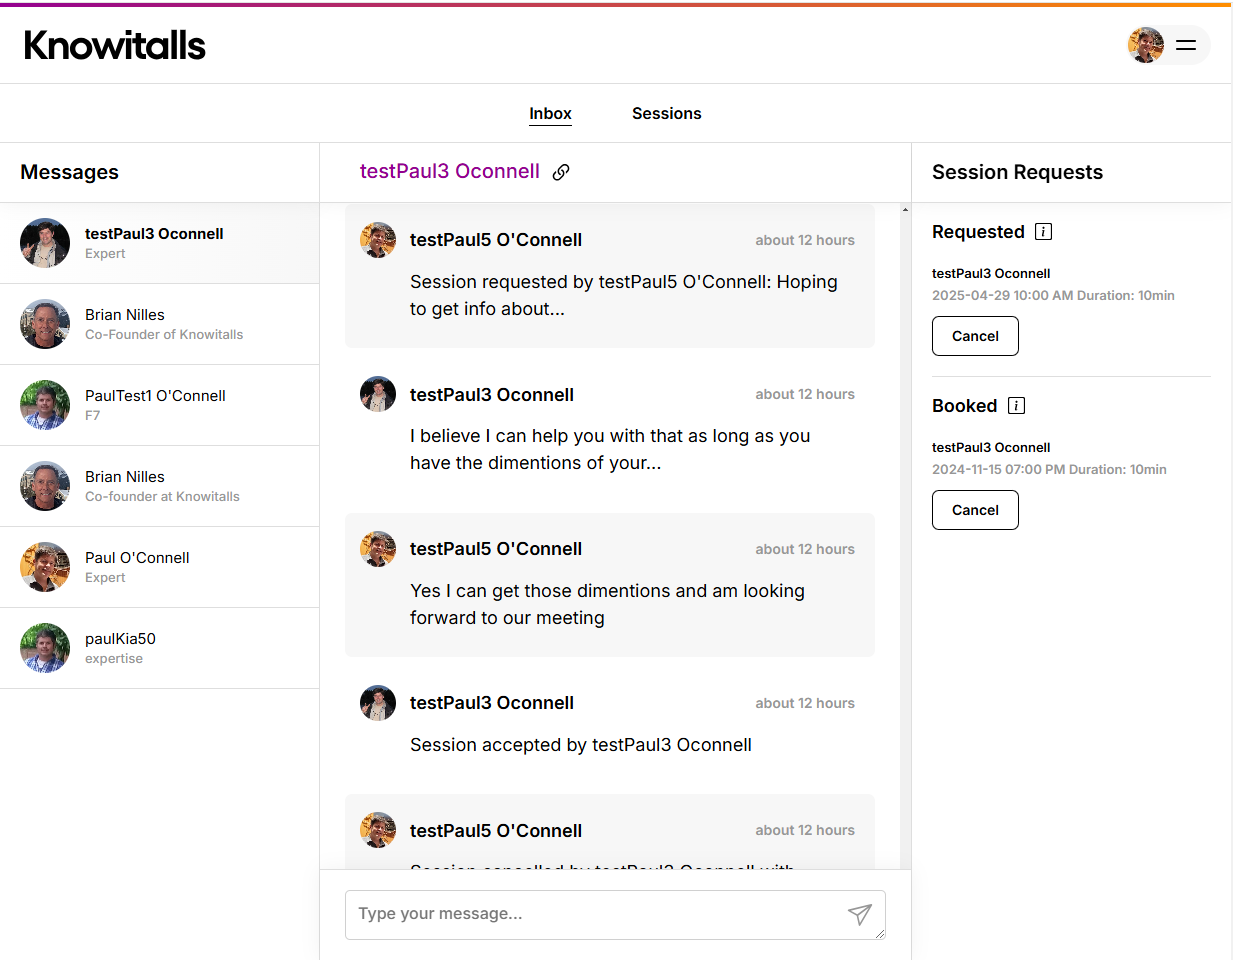 Knowitalls
Inbox
Sessions
Messages
testPaul3 Oconnell
Expert
Brian Nilles
Co-Founder of Knowitalls
PaulTest1 O'Connell
F7
Brian Nilles
Co-founder at Knowitalls
Paul O'Connell
Expert
paulKia50
expertise
testPaul3 Oconnell
testPaul5 O'Connell
about 12 hours
Session requested by testPaul5 O'Connell: Hoping
to get info about...
testPaul3 Oconnell
about 12 hours
I believe I can help you with that as long as you
have the dimentions of your...
testPaul5 O'Connell
about 12 hours
Yes I can get those dimentions and am looking
forward to our meeting
testPaul3 Oconnell
about 12 hours
Session accepted by testPaul3 Oconnell
testPaul5 O'Connell
about 12 hours
Session cancelled by testPaul3 Oconnell with
Type your message...
Session Requests
Requested i
testPaul3 Oconnell
2025-04-29 10:00 AM Duration: 10min
Cancel
Booked i
testPaul3 Oconnell
2024-11-15 07:00 PM Duration: 10min
Cancel